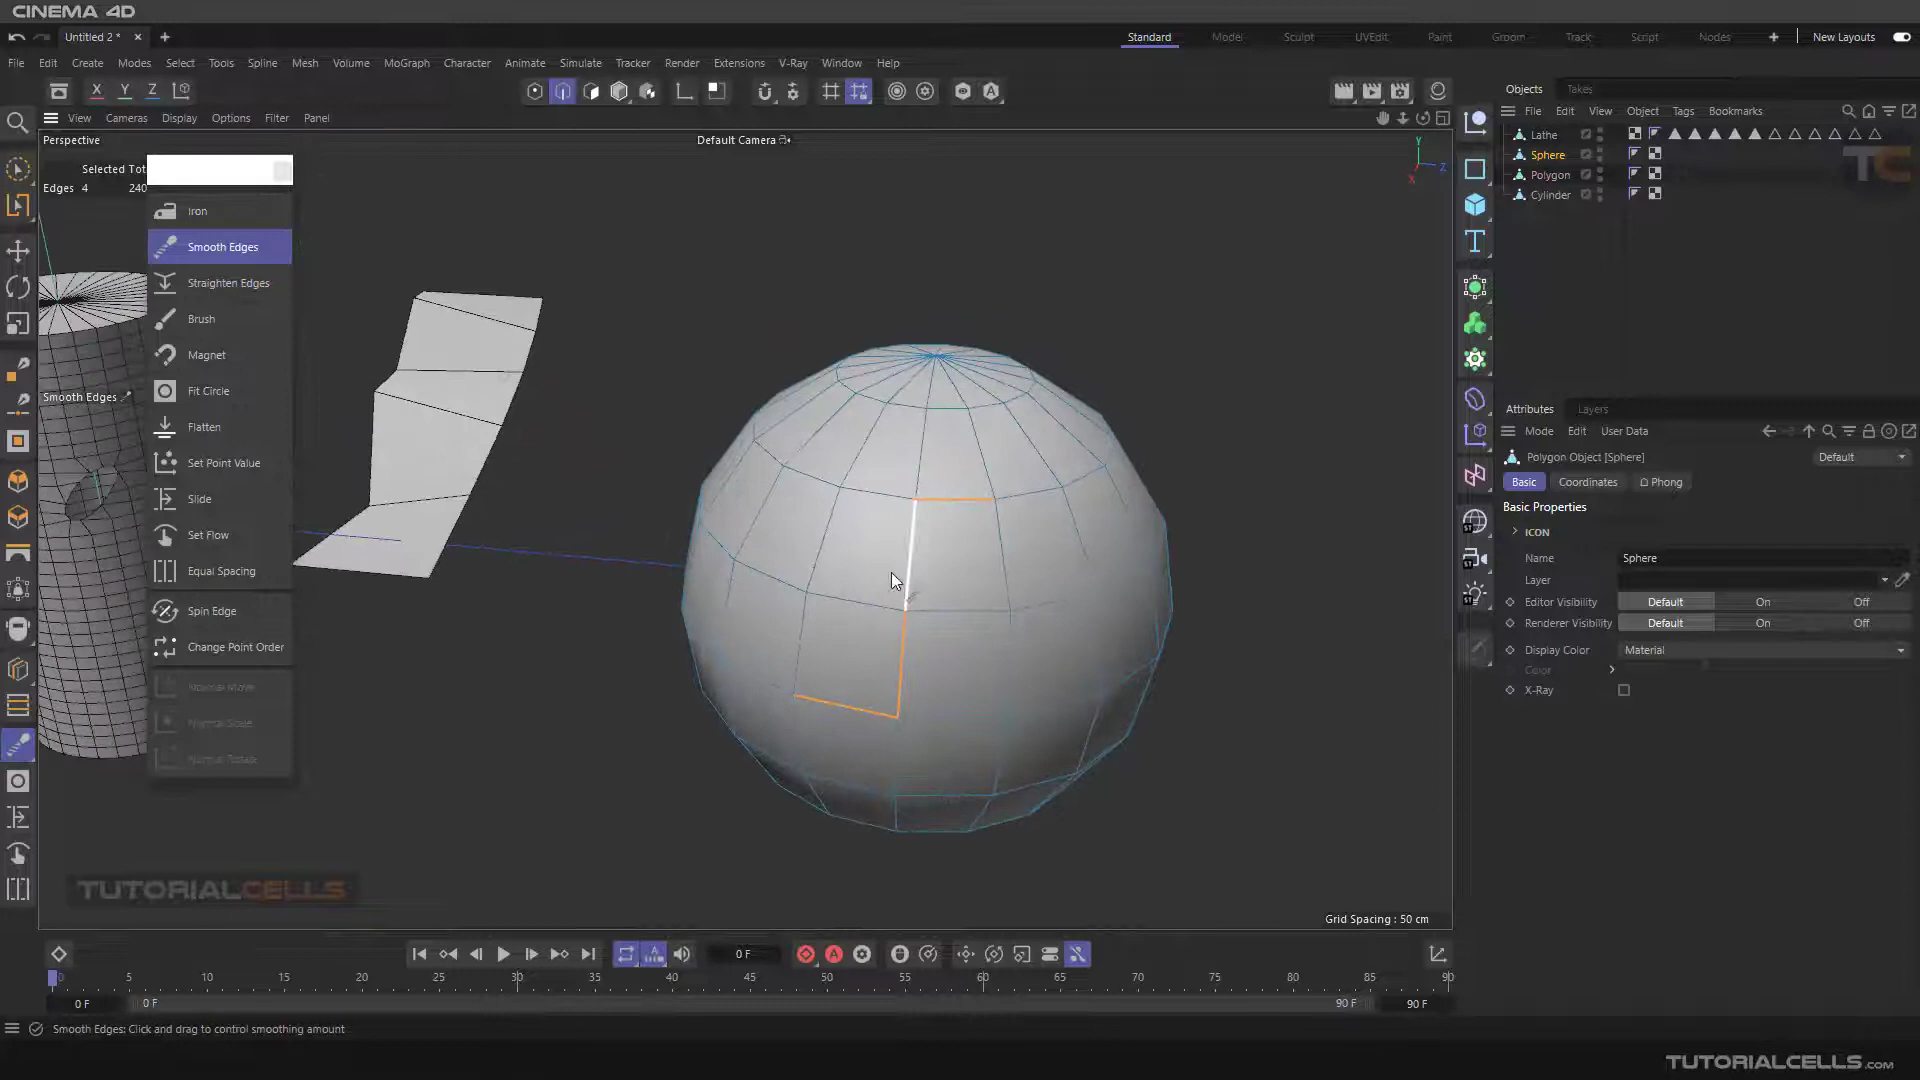 CINEMA 4D
Untitled 2 *
Standard Model Sculpt UVEdit Paint Groom Track Script Nodes New Layouts
File Edit Create Modes Select Tools Spline Mesh Volume MoGraph Character Animate Simulate Tracker Render Extensions V-Ray Window Help
X Y Z
View Cameras Display Options Filter Panel
Perspective
Default Camera
Selected Tot
Edges 4 240
Iron
Smooth Edges
Straighten Edges
Brush
Magnet
Fit Circle
Flatten
Set Point Value
Slide
Set Flow
Equal Spacing
Spin Edge
Change Point Order
Normal Move
Normal Scale
Normal Rotate
Smooth Edges
Y
Z
X
TUTORIALCELLS
Grid Spacing : 50 cm
Objects Takes
File Edit View Object Tags Bookmarks
Lathe
Sphere
Polygon
Cylinder
TC
Attributes Layers
Mode Edit User Data
Polygon Object [Sphere] Default
Basic Coordinates Phong
Basic Properties
ICON
Name Sphere
Layer
Editor Visibility Default On Off
Renderer Visibility Default On Off
Display Color Material
Color
X-Ray
0 F
0 5 10 15 20 25 30 35 40 45 50 55 60 65 70 75 80 85 90
0 F 0 F 90 F 90 F
Smooth Edges: Click and drag to control smoothing amount
TUTORIALCELLS.COM